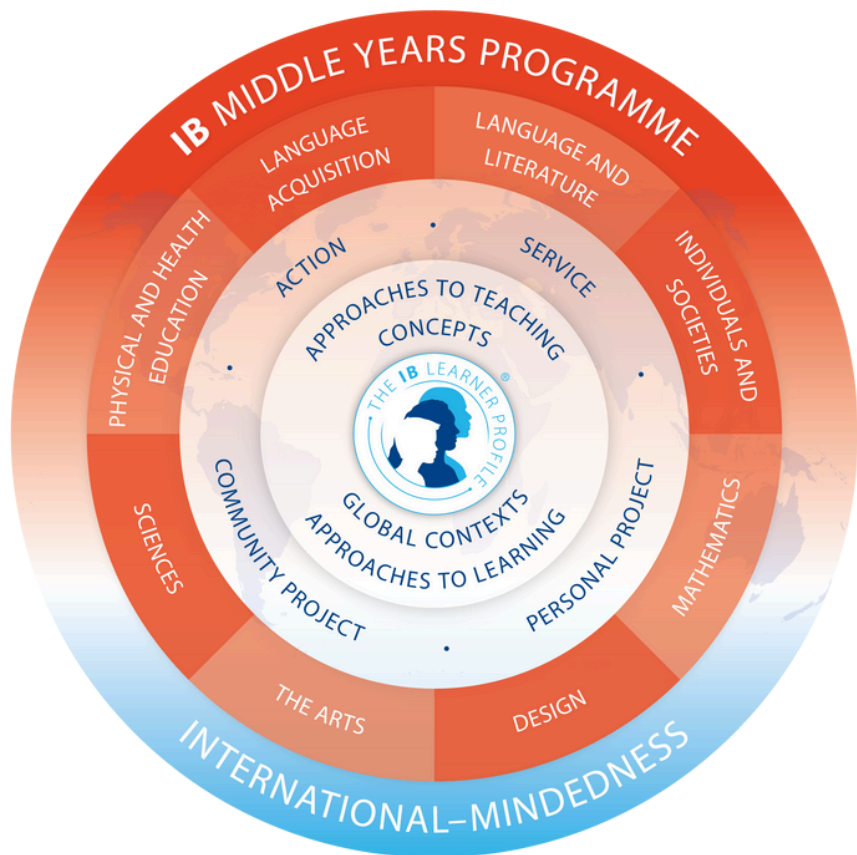 IB MIDDLE YEARS PROGRAMME
LANGUAGE
ACQUISITION
LANGUAGE AND
LITERATURE
INDIVIDUALS AND
SOCIETIES
MATHEMATICS
DESIGN
THE ARTS
SCIENCES
PHYSICAL AND HEALTH
EDUCATION
ACTION
SERVICE
PERSONAL PROJECT
COMMUNITY PROJECT
APPROACHES TO TEACHING
CONCEPTS
THE IB LEARNER PROFILE ®
GLOBAL CONTEXTS
APPROACHES TO LEARNING
INTERNATIONAL–MINDEDNESS